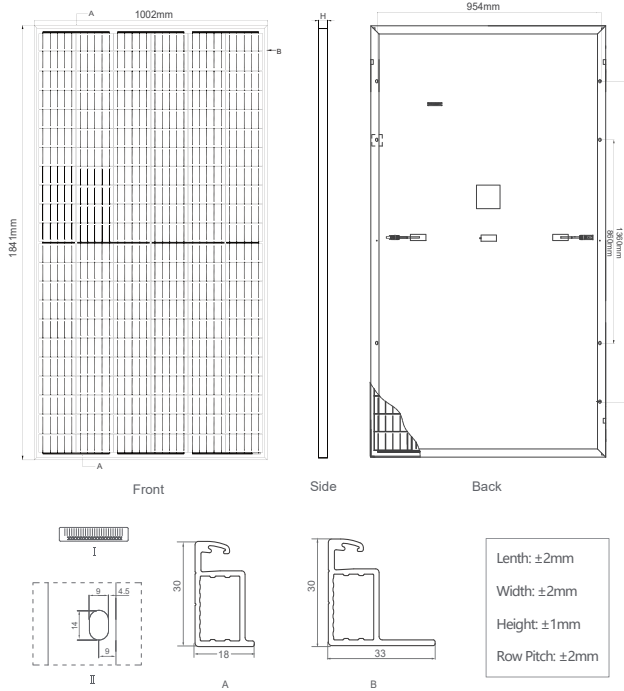 A
1002mm
H
954mm
B
1841mm
1360mm
860mm
A
Front
Side
Back
I
9
4.5
14
9
II
30
18
A
30
33
B
Lenth: ±2mm
Width: ±2mm
Height: ±1mm
Row Pitch: ±2mm